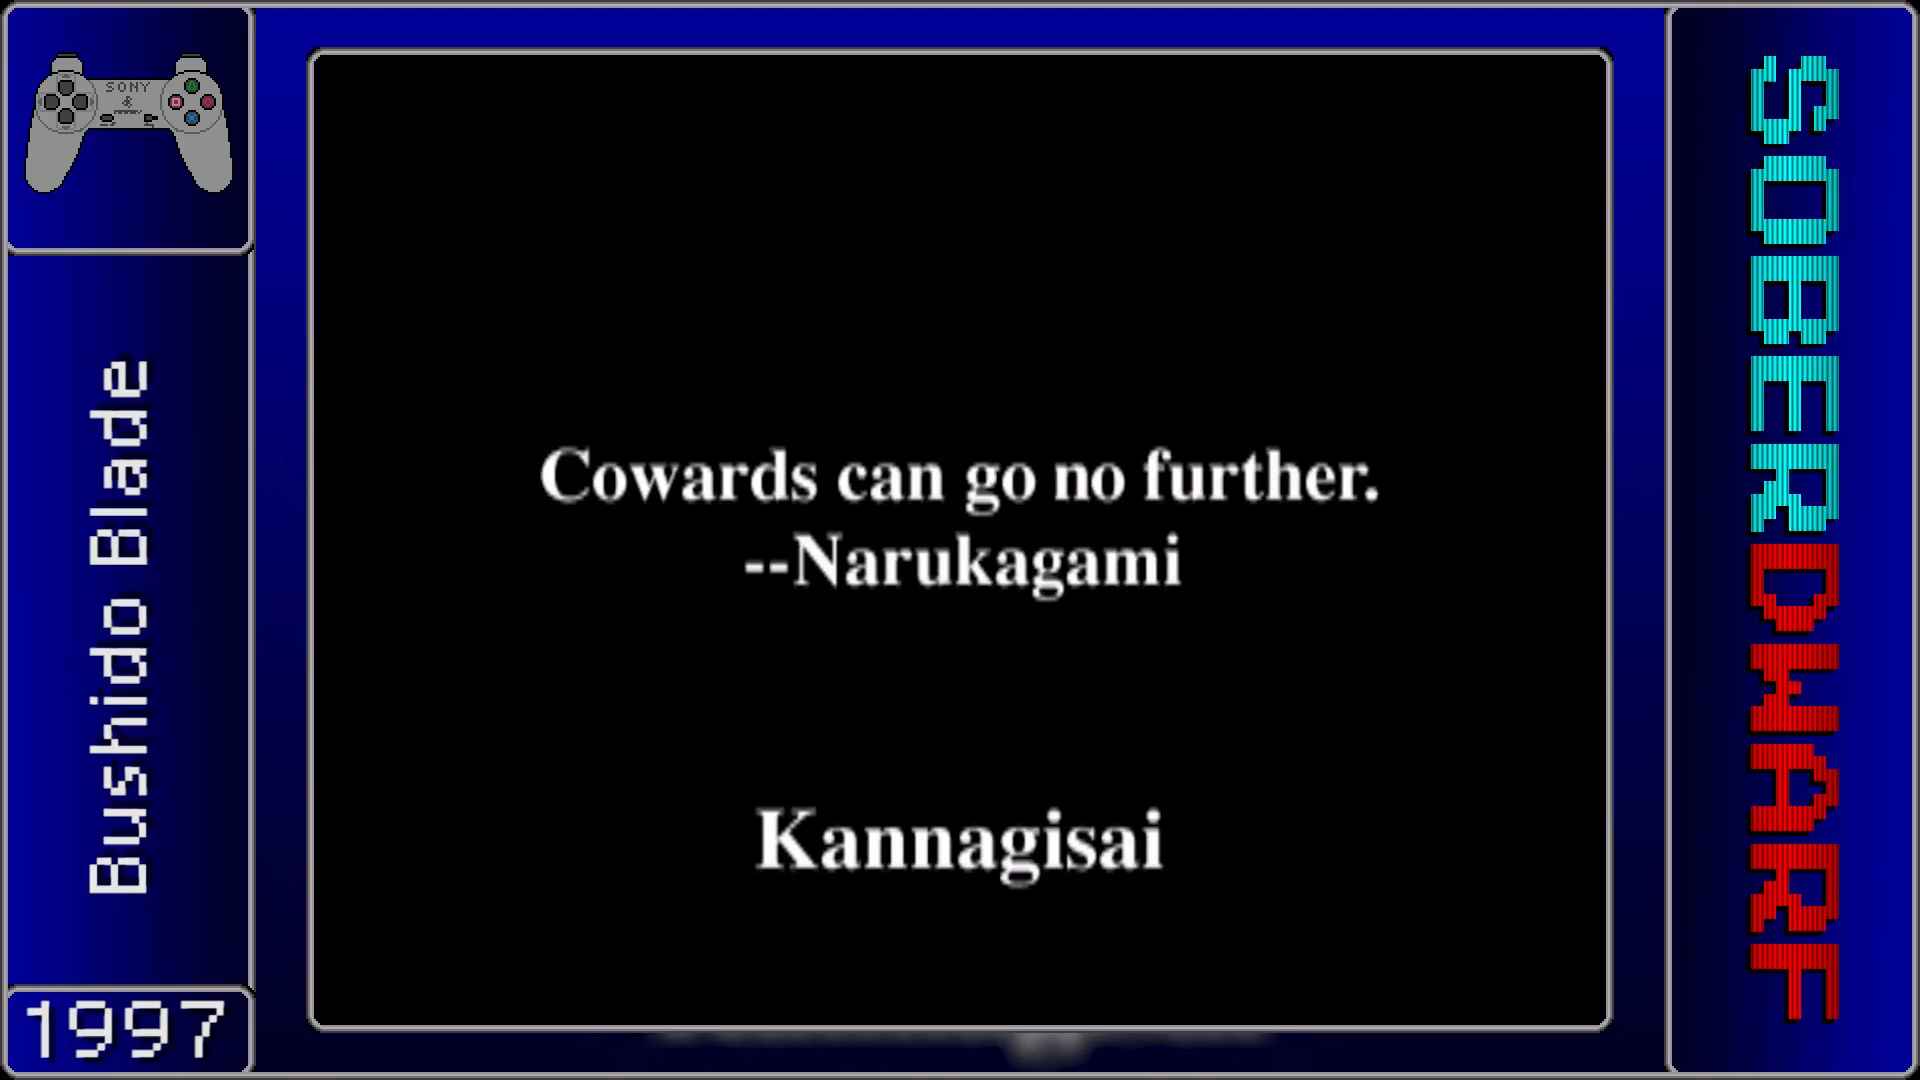 SONY
Bushido Blade
1997
Cowards can go no further.
--Narukagami
Kannagisai
SOBERDWARF